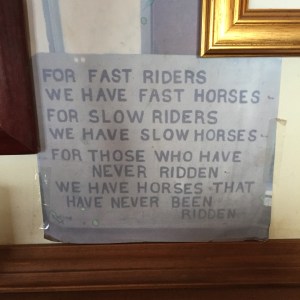 FOR FAST RIDERS
WE HAVE FAST HORSES -
FOR SLOW RIDERS
WE HAVE SLOW HORSES -
FOR THOSE WHO HAVE
NEVER RIDDEN -
WE HAVE HORSES THAT
HAVE NEVER BEEN
RIDDEN